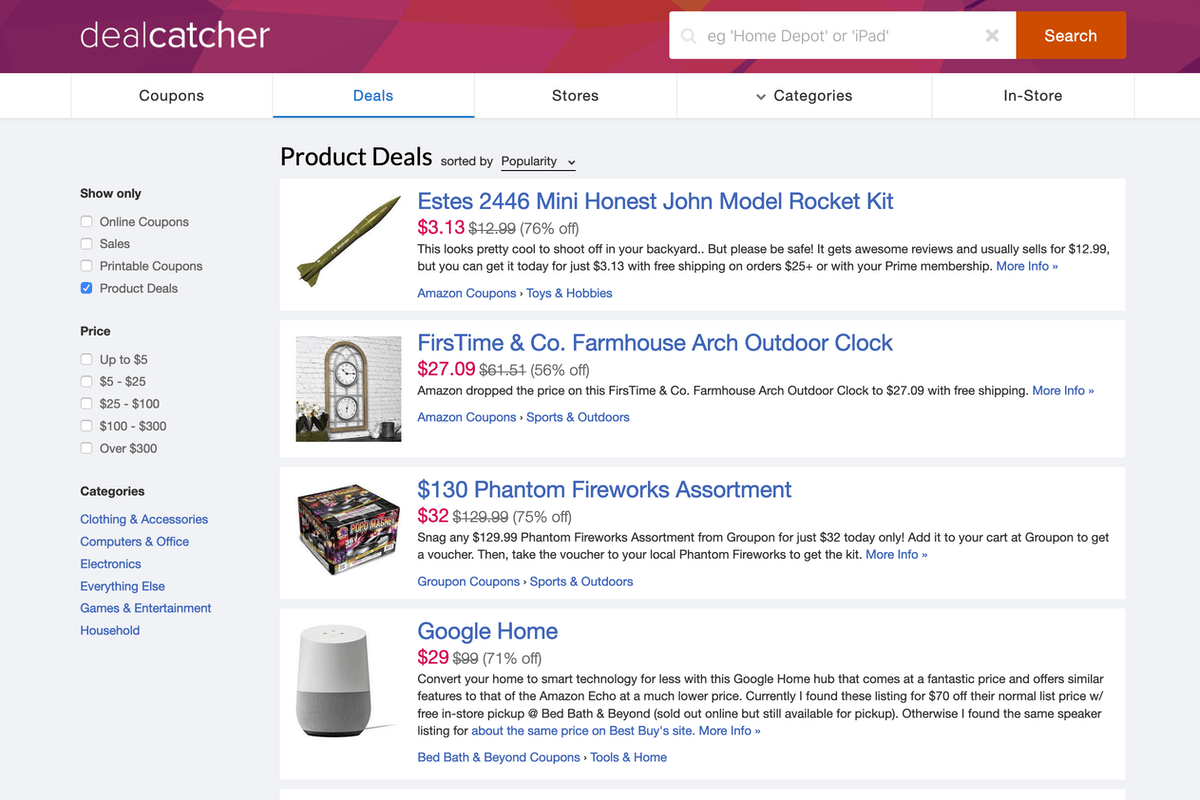 dealcatcher
eg 'Home Depot' or 'iPad'
Search
Coupons
Deals
Stores
Categories
In-Store
Product Deals sorted by Popularity
Show only
Online Coupons
Sales
Printable Coupons
Product Deals
Price
Up to $5
$5 - $25
$25 - $100
$100 - $300
Over $300
Categories
Clothing & Accessories
Computers & Office
Electronics
Everything Else
Games & Entertainment
Household
Estes 2446 Mini Honest John Model Rocket Kit
$3.13 $12.99 (76% off)
This looks pretty cool to shoot off in your backyard.. But please be safe! It gets awesome reviews and usually sells for $12.99,
but you can get it today for just $3.13 with free shipping on orders $25+ or with your Prime membership. More Info »
Amazon Coupons › Toys & Hobbies
FirsTime & Co. Farmhouse Arch Outdoor Clock
$27.09 $61.51 (56% off)
Amazon dropped the price on this FirsTime & Co. Farmhouse Arch Outdoor Clock to $27.09 with free shipping. More Info »
Amazon Coupons › Sports & Outdoors
POPO MAGNET
$130 Phantom Fireworks Assortment
$32 $129.99 (75% off)
Snag any $129.99 Phantom Fireworks Assortment from Groupon for just $32 today only! Add it to your cart at Groupon to get
a voucher. Then, take the voucher to your local Phantom Fireworks to get the kit. More Info »
Groupon Coupons › Sports & Outdoors
Google Home
$29 $99 (71% off)
Convert your home to smart technology for less with this Google Home hub that comes at a fantastic price and offers similar
features to that of the Amazon Echo at a much lower price. Currently I found these listing for $70 off their normal list price w/
free in-store pickup @ Bed Bath & Beyond (sold out online but still available for pickup). Otherwise I found the same speaker
listing for about the same price on Best Buy's site. More Info »
Bed Bath & Beyond Coupons › Tools & Home